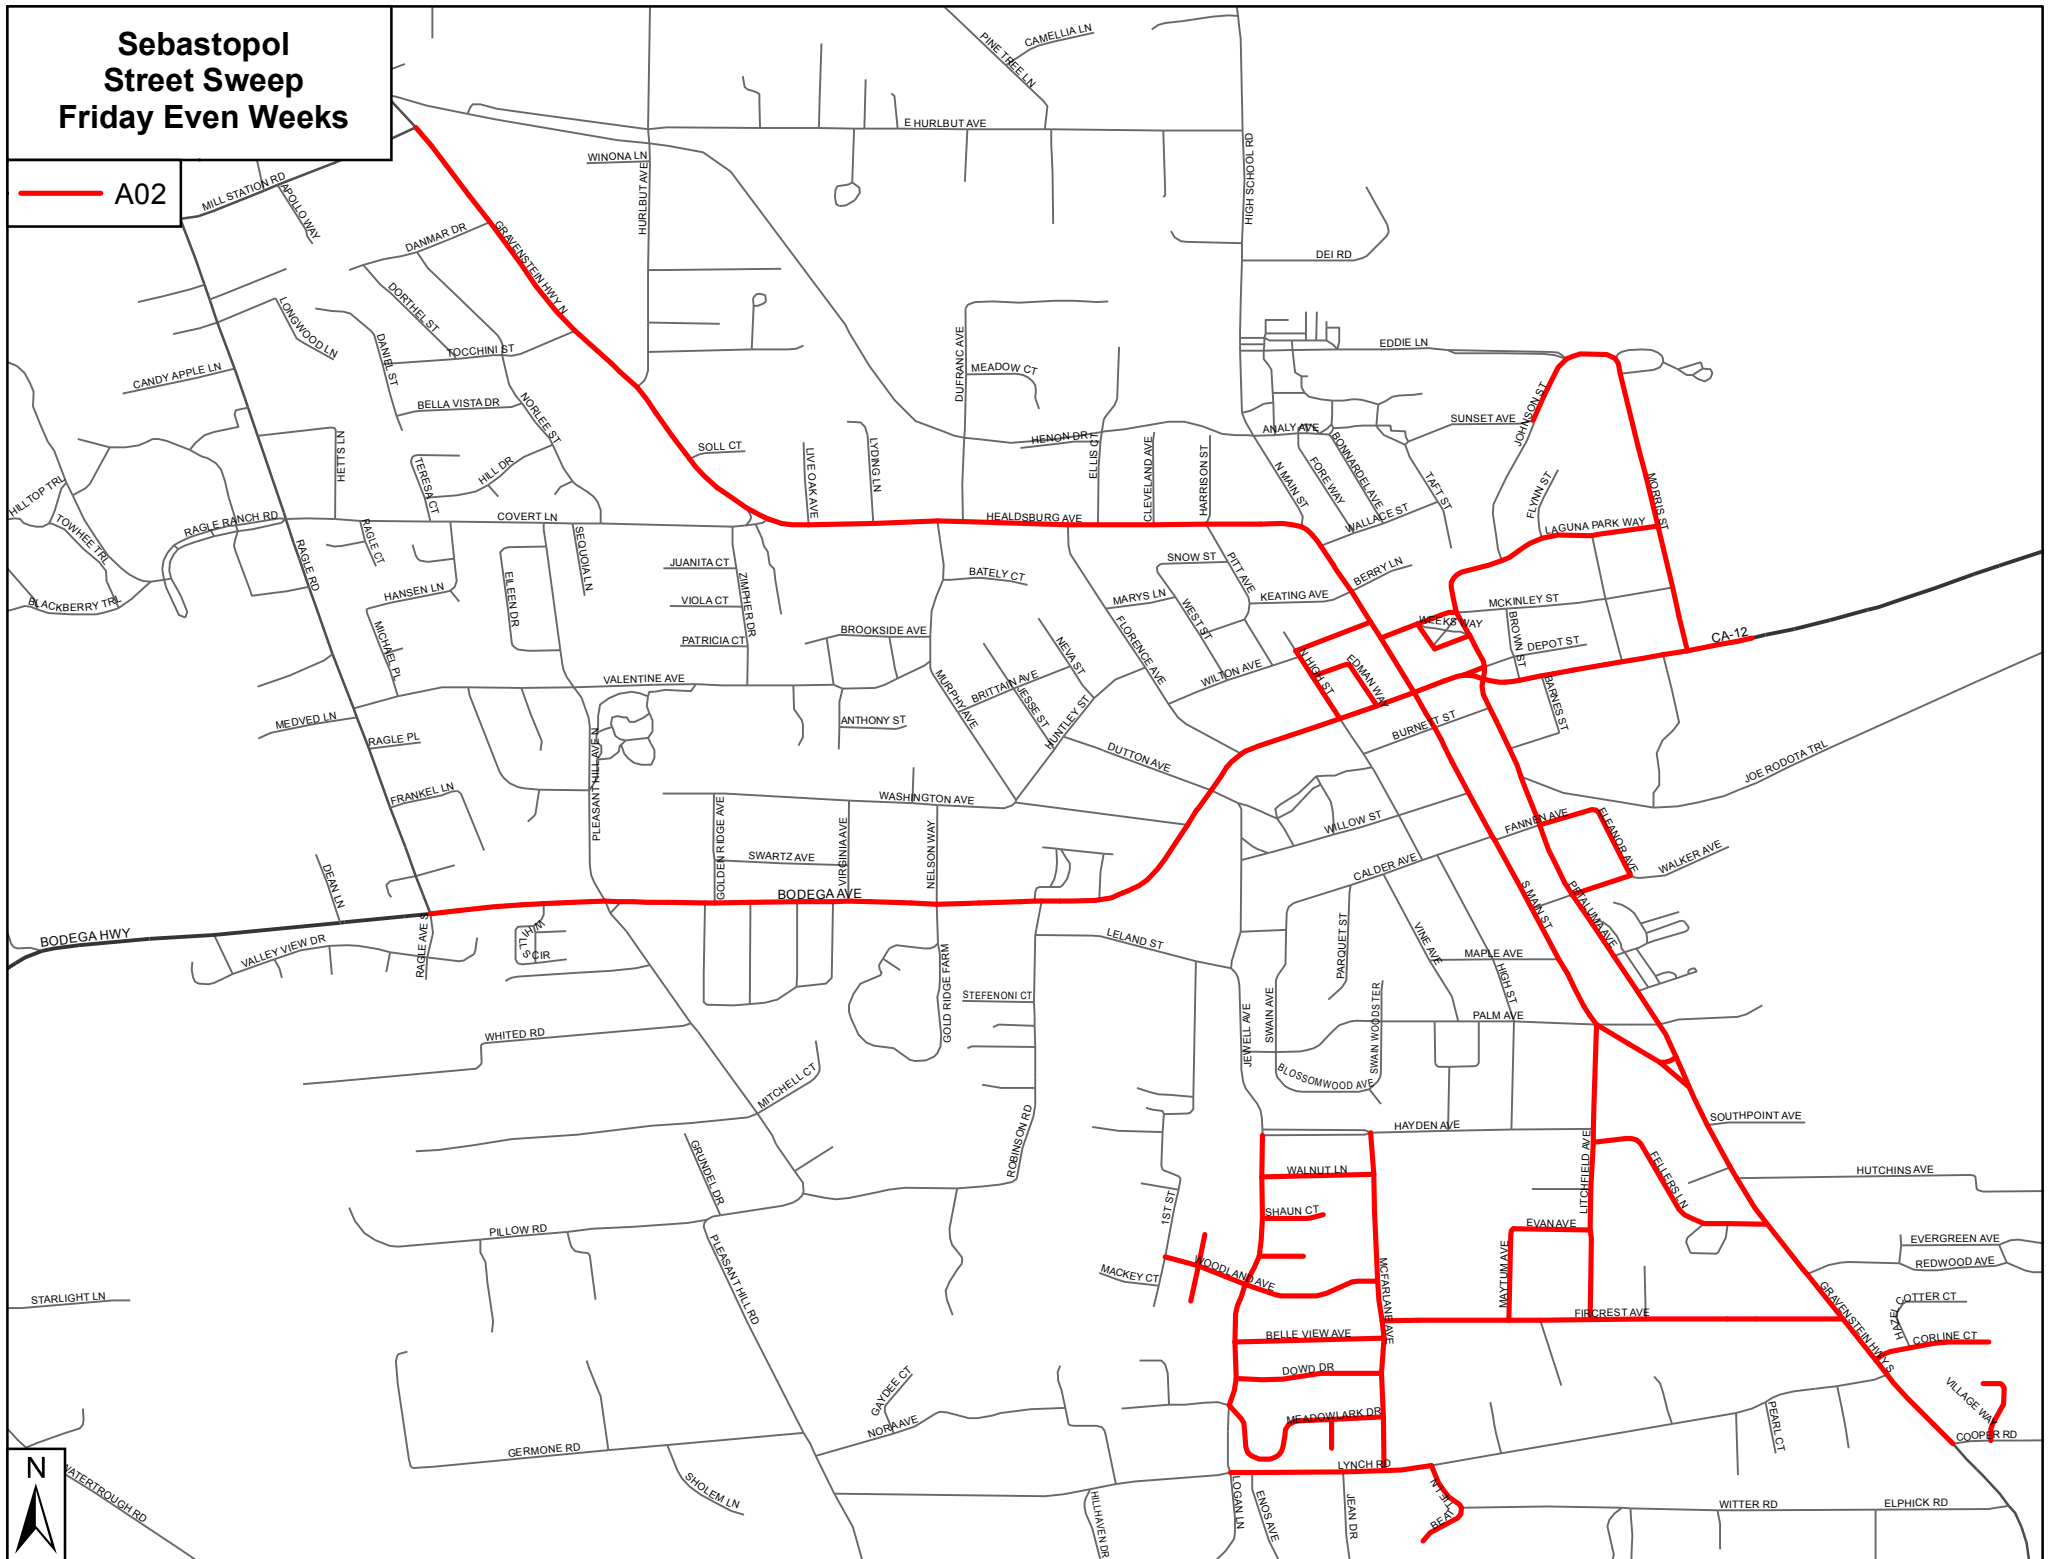 Sebastopol
Street Sweep
Friday Even Weeks
A02
PINE TREE LN
CAMELLIA LN
E HURLBUT AVE
WINONA LN
HURLBUT AVE
HIGH SCHOOL RD
MILL STATION RD
APOLLO WAY
DANMAR DR
GRAVENSTEIN HWY N
DEI RD
DORTHEL ST
LONGWOOD LN
DANIEL ST
TOCCHINI ST
CANDY APPLE LN
BELLA VISTA DR
NORLEE ST
DUFRANC AVE
MEADOW CT
EDDIE LN
JOHNSON ST
SUNSET AVE
ANALY AVE
HENON DR
SOLL CT
LIVE OAK AVE
LYDING LN
ELLIS CT
CLEVELAND AVE
HARRISON ST
N MAIN ST
FORE WAY
BONNARDEL AVE
TAFT ST
WALLACE ST
FLYNN ST
MORRIS ST
LAGUNA PARK WAY
HETTS LN
TERESA CT
HILL DR
HILLTOP TRL
TOWHEE TRL
RAGLE RANCH RD
COVERT LN
HEALDSBURG AVE
RAGLE CT
RAGLE RD
SEQUOIA LN
BLACKBERRY TRL
HANSEN LN
EILEEN DR
JUANITA CT
VIOLA CT
PATRICIA CT
ZIMPHER DR
BATELY CT
BROOKSIDE AVE
SNOW ST
PITT AVE
MARYS LN
WEST ST
KEATING AVE
BERRY LN
MCKINLEY ST
WEEKS WAY
BROWN ST
DEPOT ST
CA-12
MICHAEL PL
FLORENCE AVE
NEVA ST
BRITTAIN AVE
JESSE ST
HUNTLEY ST
MURPHY AVE
WILTON AVE
N HIGH ST
EDMAN WAY
BARNES ST
BURNETT ST
VALENTINE AVE
MEDVED LN
RAGLE PL
ANTHONY ST
PLEASANT HILL AVE N
DUTTON AVE
JOE RODOTA TRL
FRANKEL LN
WASHINGTON AVE
GOLDEN RIDGE AVE
VIRGINIA AVE
NELSON WAY
SWARTZ AVE
WILLOW ST
FANNEN AVE
ELEANOR AVE
WALKER AVE
CALDER AVE
DEAN LN
BODEGA AVE
BODEGA HWY
VALLEY VIEW DR
RAGLE AVE S
WHILLS CIR
GOLD RIDGE FARM
LELAND ST
PARQUET ST
VINE AVE
S MAIN ST
PETALUMA AVE
MAPLE AVE
HIGH ST
STEFENONI CT
WHITED RD
JEWELL AVE
SWAIN AVE
SWAIN WOODSTER
PALM AVE
BLOSSOMWOOD AVE
MITCHELL CT
ROBINSON RD
HAYDEN AVE
SOUTHPOINT AVE
GRUNDEL DR
1ST ST
WALNUT LN
LITCHFIELD AVE
FELLERS LN
HUTCHINS AVE
SHAUN CT
EVAN AVE
PILLOW RD
PLEASANT HILL RD
MACKEY CT
WOODLAND AVE
MCFARLANE AVE
MAYTUM AVE
EVERGREEN AVE
REDWOOD AVE
STARLIGHT LN
FIRCREST AVE
GRAVENSTEIN HWY S
HAZEL COTTER CT
CORLINE CT
BELLE VIEW AVE
DOWD DR
MEADOWLARK DR
GAYDEE CT
NORA AVE
VILLAGE WAY
PEARL CT
COOPER RD
GERMONE RD
SHOLEM LN
LYNCH RD
N
WATERTROUGH RD
HILLHAVEN DR
LOGAN LN
ENOS AVE
JEAN DR
WITTER RD
ELPHICK RD